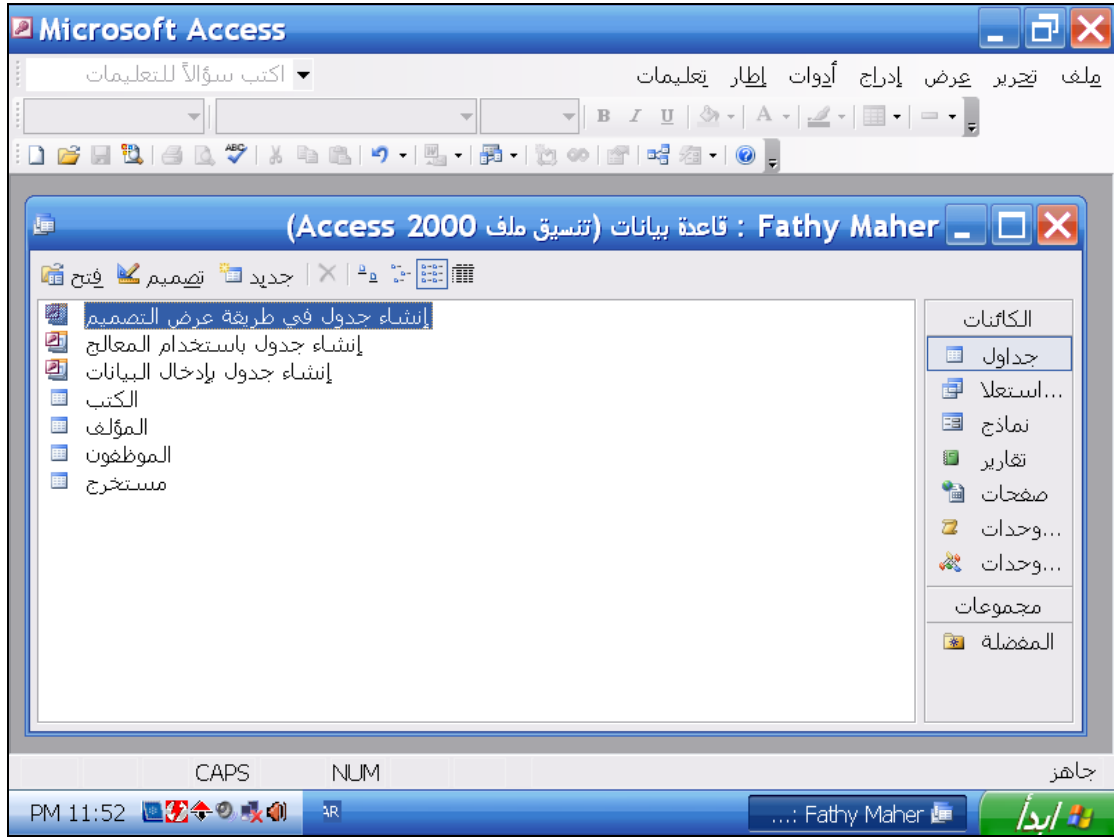 Microsoft Access
ملف تحرير عرض إدراج أدوات إطار تعليمات
اكتب سؤالاً للتعليمات
B I U A
ABC
Fathy Maher : قاعدة بيانات (تنسيق ملف Access 2000)
فتح تصميم جديد
الكائنات
جداول
استعلا...
نماذج
تقارير
صفحات
وحدات...
وحدات...
مجموعات
المفضلة
إنشاء جدول في طريقة عرض التصميم
إنشاء جدول باستخدام المعالج
إنشاء جدول بإدخال البيانات
الكتب
المؤلف
الموظفون
مستخرج
جاهز
NUM
CAPS
ابدأ
Fathy Maher :...
AR
PM 11:52